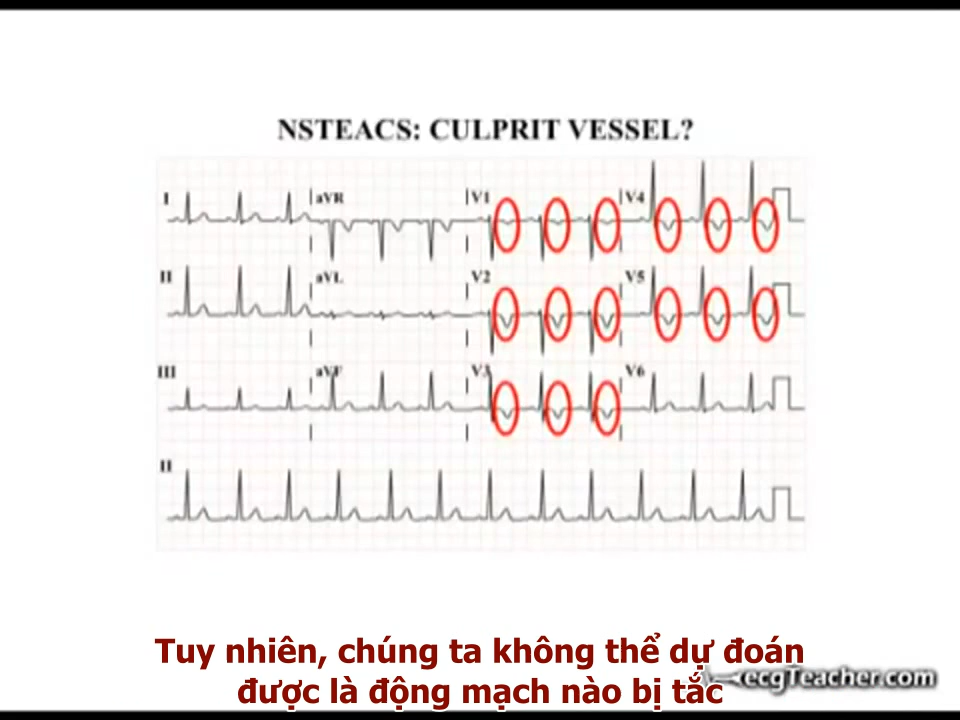 NSTEACS: CULPRIT VESSEL?
I aVR V1 V4
II aVL V2 V5
III aVF V3 V6
II
Tuy nhiên, chúng ta không thể dự đoán
được là động mạch nào bị tắc
ecgTeacher.com